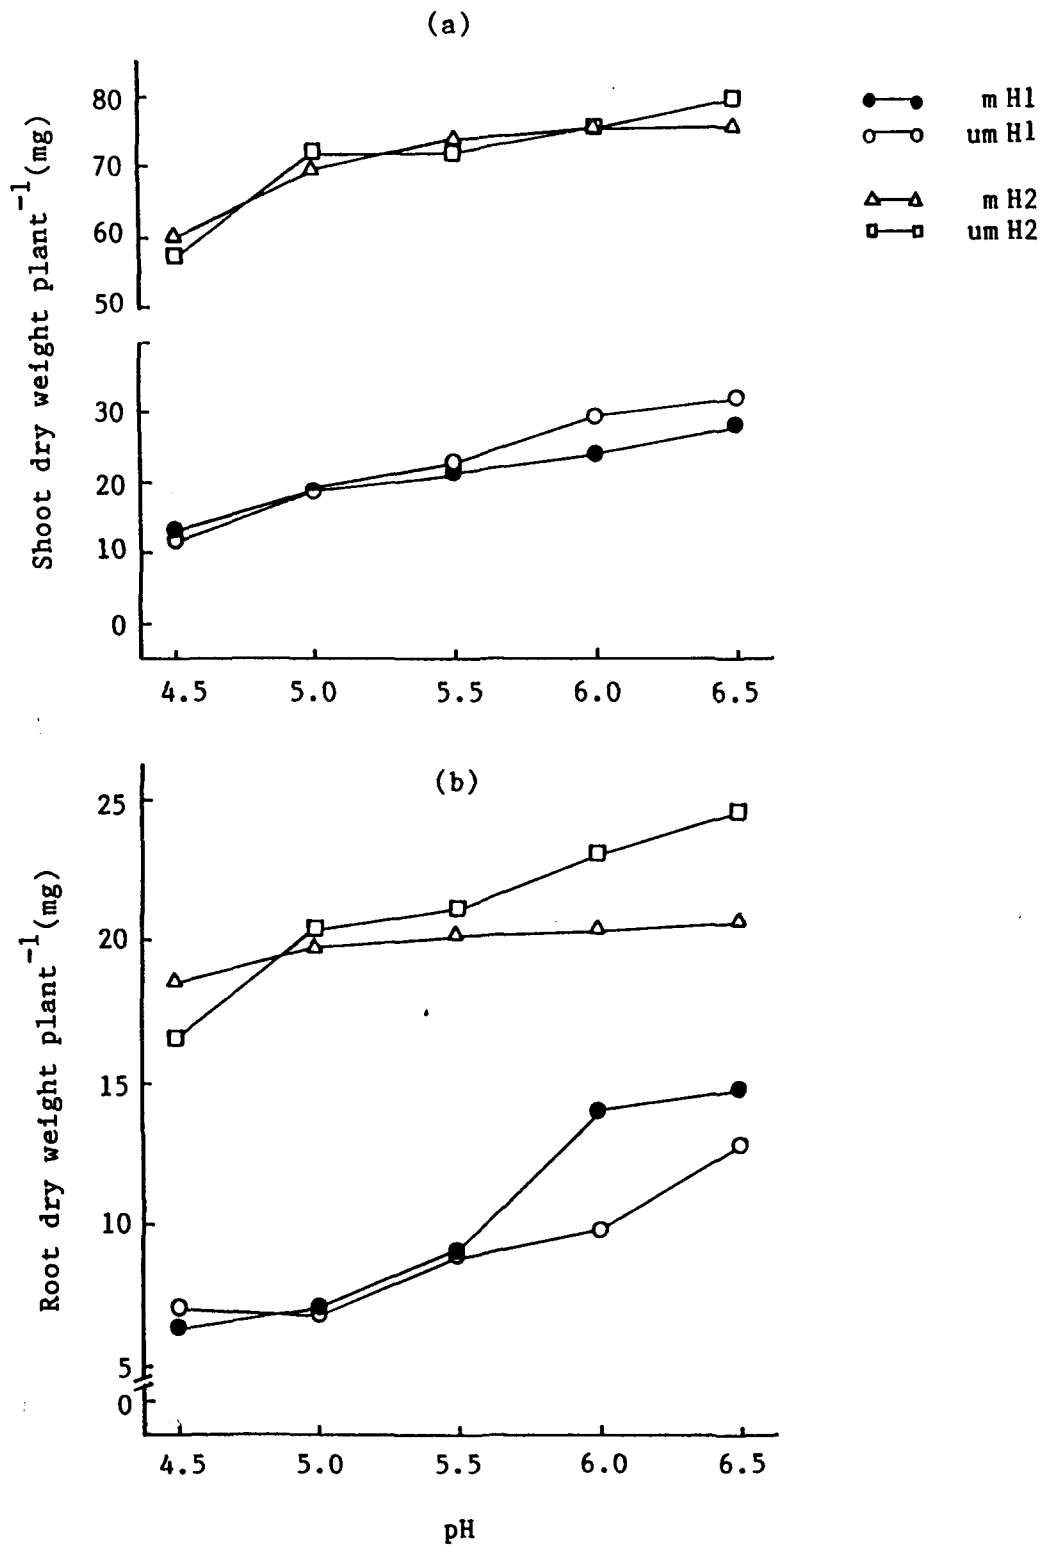 (a)
Shoot dry weight plant⁻¹(mg)
80
70
60
50
30
20
10
0
4.5 5.0 5.5 6.0 6.5
m H1
um H1
m H2
um H2
(b)
Root dry weight plant⁻¹(mg)
25
20
15
10
5
0
4.5 5.0 5.5 6.0 6.5
pH